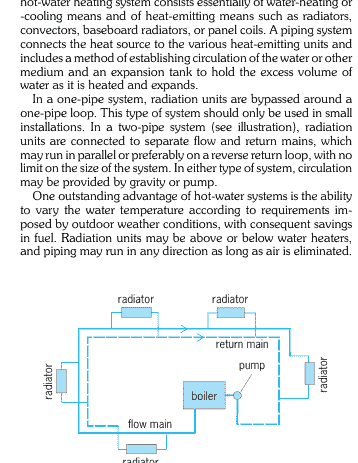 hot-water heating system consists essentially of water-heating or
-cooling means and of heat-emitting means such as radiators,
convectors, baseboard radiators, or panel coils. A piping system
connects the heat source to the various heat-emitting units and
includes a method of establishing circulation of the water or other
medium and an expansion tank to hold the excess volume of
water as it is heated and expands.
In a one-pipe system, radiation units are bypassed around a
one-pipe loop. This type of system should only be used in small
installations. In a two-pipe system (see illustration), radiation
units are connected to separate flow and return mains, which
may run in parallel or preferably on a reverse return loop, with no
limit on the size of the system. In either type of system, circulation
may be provided by gravity or pump.
One outstanding advantage of hot-water systems is the ability
to vary the water temperature according to requirements im-
posed by outdoor weather conditions, with consequent savings
in fuel. Radiation units may be above or below water heaters,
and piping may run in any direction as long as air is eliminated.
radiator
radiator
return main
pump
radiator
radiator
boiler
flow main
radiator